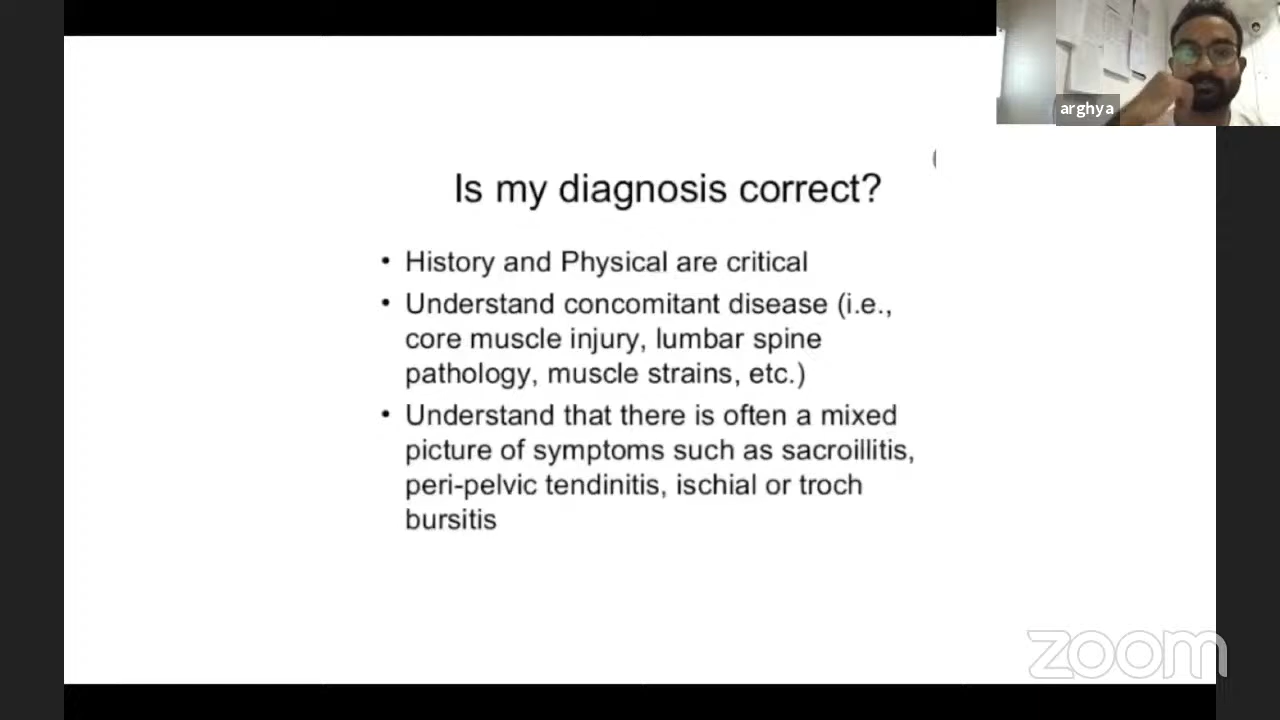 arghya
Is my diagnosis correct?
• History and Physical are critical
• Understand concomitant disease (i.e.,
core muscle injury, lumbar spine
pathology, muscle strains, etc.)
• Understand that there is often a mixed
picture of symptoms such as sacroillitis,
peri-pelvic tendinitis, ischial or troch
bursitis
zoom